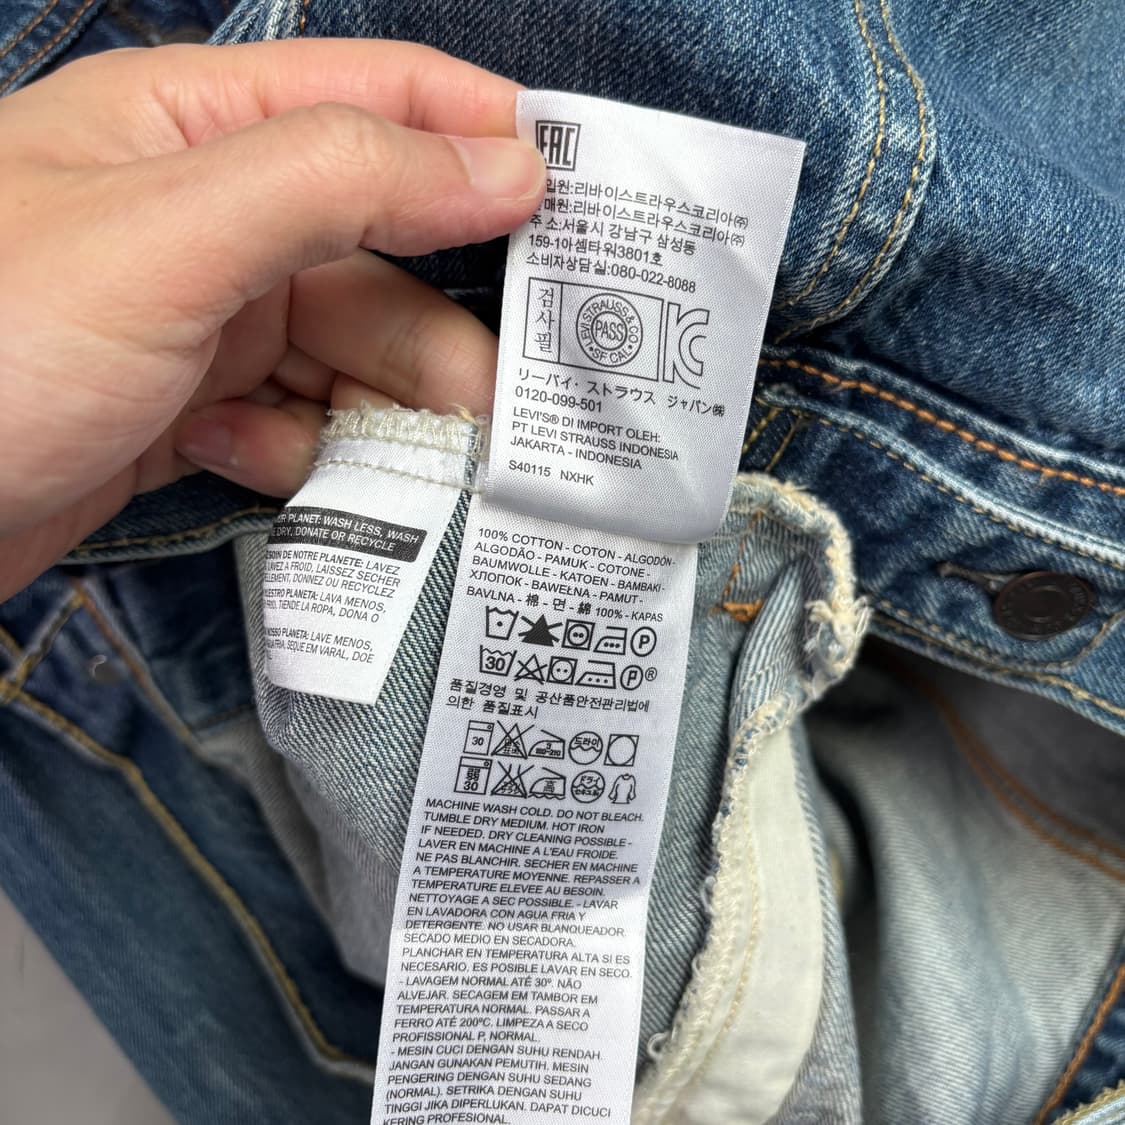 EAC
입원:리바이스트라우스코리아㈜
매원:리바이스트라우스코리아㈜
주 소:서울시 강남구 삼성동
159-1아셈타워3801호
소비자상담실:080-022-8088
검사필
LEVI STRAUSS & CO
PASS
SF CAL
リーバイ・ストラウス ジャパン㈱
0120-099-501
LEVI'S® DI IMPORT OLEH:
PT LEVI STRAUSS INDONESIA
JAKARTA - INDONESIA
S40115 NXHK
PLANET: WASH LESS, WASH
DRY, DONATE OR RECYCLE
DE NOTRE PLANETE: LAVEZ
A FROID, LAISSEZ SECHER
DONNEZ OU RECYCLEZ
PLANETA: LAVA MENOS,
TIENDE LA ROPA, DONA O
PLANETA: LAVE MENOS,
SEQUE EM VARAL, DOE
100% COTTON - COTON - ALGODÓN-
ALGODÃO - PAMUK - COTONE -
BAUMWOLLE - KATOEN - BAMBAKI-
ХЛОПОК - BAWEŁNA - PAMUT -
BAVLNA - 棉 - 면 - 綿 100% - KAPAS
P
30 P®
품질경영 및 공산품안전관리법에
의한 품질표시
30 드라이
弱 30 高 ドライ
MACHINE WASH COLD. DO NOT BLEACH.
TUMBLE DRY MEDIUM. HOT IRON
IF NEEDED. DRY CLEANING POSSIBLE -
LAVER EN MACHINE A L'EAU FROIDE.
NE PAS BLANCHIR. SECHER EN MACHINE
A TEMPERATURE MOYENNE. REPASSER A
TEMPERATURE ELEVEE AU BESOIN.
NETTOYAGE A SEC POSSIBLE. - LAVAR
EN LAVADORA CON AGUA FRIA Y
DETERGENTE. NO USAR BLANQUEADOR.
SECADO MEDIO EN SECADORA.
PLANCHAR EN TEMPERATURA ALTA SI ES
NECESARIO. ES POSIBLE LAVAR EN SECO.
- LAVAGEM NORMAL ATÉ 30º. NÃO
ALVEJAR. SECAGEM EM TAMBOR EM
TEMPERATURA NORMAL. PASSAR A
FERRO ATÉ 200ºC. LIMPEZA A SECO
PROFISSIONAL P, NORMAL.
- MESIN CUCI DENGAN SUHU RENDAH.
JANGAN GUNAKAN PEMUTIH. MESIN
PENGERING DENGAN SUHU SEDANG
(NORMAL). SETRIKA DENGAN SUHU
TINGGI JIKA DIPERLUKAN. DAPAT DICUCI
KERING PROFESIONAL.